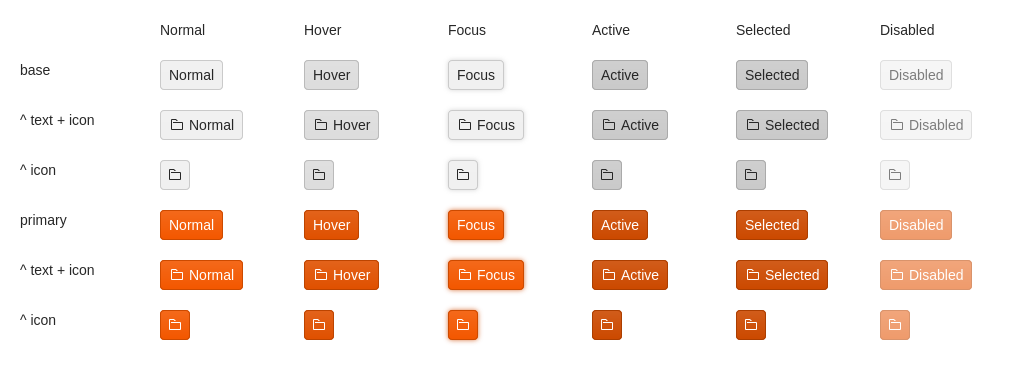 Normal Hover Focus Active Selected Disabled
base Normal Hover Focus Active Selected Disabled
^ text + icon Normal Hover Focus Active Selected Disabled
^ icon
primary Normal Hover Focus Active Selected Disabled
^ text + icon Normal Hover Focus Active Selected Disabled
^ icon